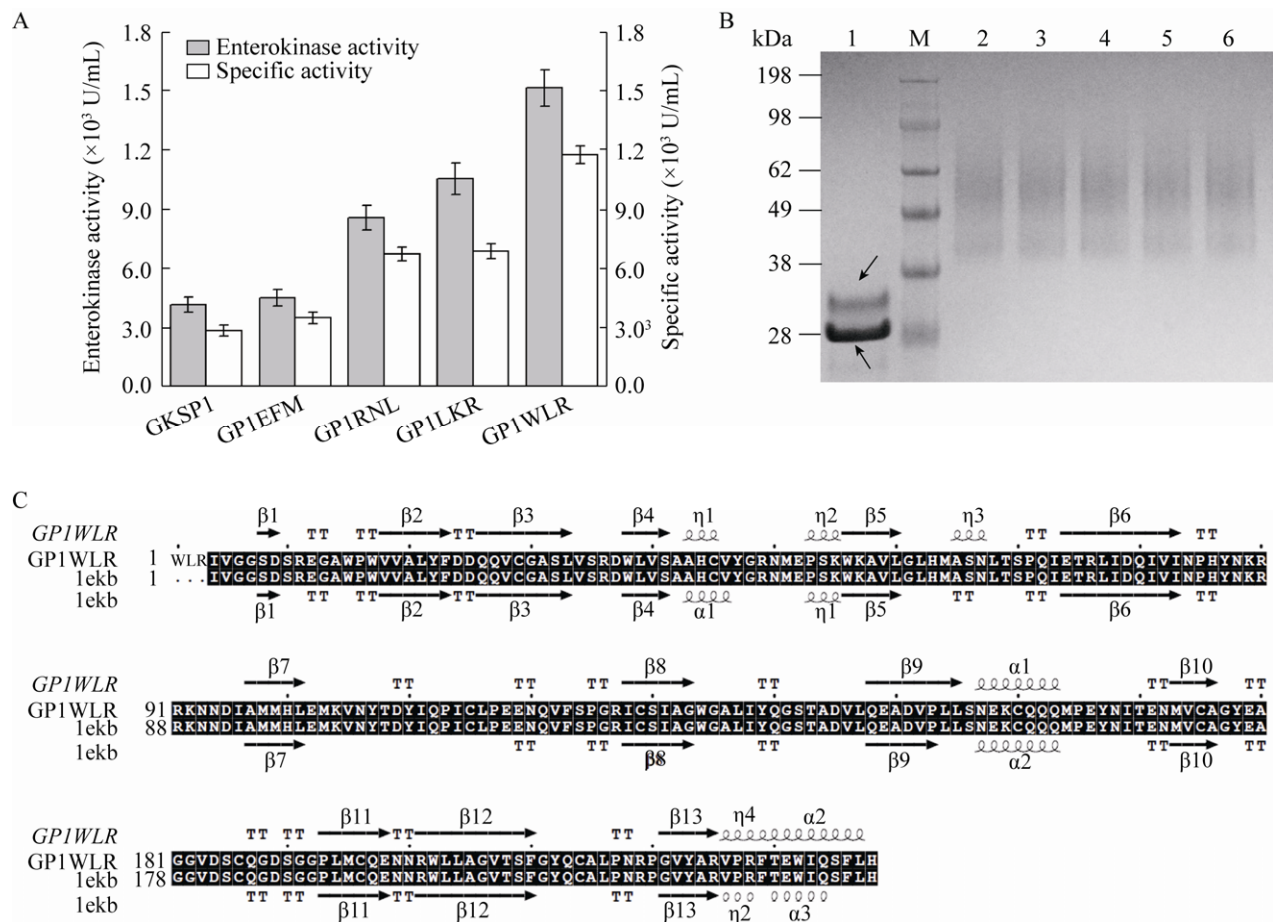 A
Enterokinase activity
Specific activity
Enterokinase activity (×10³ U/mL)
1.8
1.5
1.2
9.0
6.0
3.0
0.0
1.8
1.5
1.2
9.0
6.0
3.0³
0.0
Specific activity (×10³ U/mL)
GKSP1 GP1EFM GP1RNL GP1LKR GP1WLR
B
kDa 1 M 2 3 4 5 6
198
98
62
49
38
28
C
β1 β2 β3 β4 η1 η2 β5 η3 β6
GP1WLR TT TT TT TT TT
GP1WLR 1 WLRIVGGSDSREGAWPWVVALYFDDQQVCGASLVSRDWLVSAAHCVYGRNMEPSKWKAVLGLHMASNLTSPQIETRLIDQIVINPHYNKR
1ekb 1 ...IVGGSDSREGAWPWVVALYFDDQQVCGASLVSRDWLVSAAHCVYGRNMEPSKWKAVLGLHMASNLTSPQIETRLIDQIVINPHYNKR
1ekb TT TT TT TT TT TT
β1 β2 β3 β4 α1 η1 β5 β6
β7 β8 β9 α1 β10
GP1WLR TT TT TT TT TT TT
GP1WLR 91 RKNNDIAMMHLEMKVNYTDYIQPICLPEENQVFSPGRICSIAGWGALIYQGSTADVLQEADVPLLSNEKCQQQMPEYNITENMVCAGYEA
1ekb 88 RKNNDIAMMHLEMKVNYTDYIQPICLPEENQVFSPGRICSIAGWGALIYQGSTADVLQEADVPLLSNEKCQQQMPEYNITENMVCAGYEA
1ekb TT TT TT TT TT
β7 β8 β9 α2 β10
β11 β12 β13 η4 α2
GP1WLR TT TT TT TT
GP1WLR 181 GGVDSCQGDSGGPLMCQENNRWLLAGVTSFGYQCALPNRPGVYARVPRFTEWIQSFLH
1ekb 178 GGVDSCQGDSGGPLMCQENNRWLLAGVTSFGYQCALPNRPGVYARVPRFTEWIQSFLH
1ekb TT TT TT TT
β11 β12 β13 η2 α3